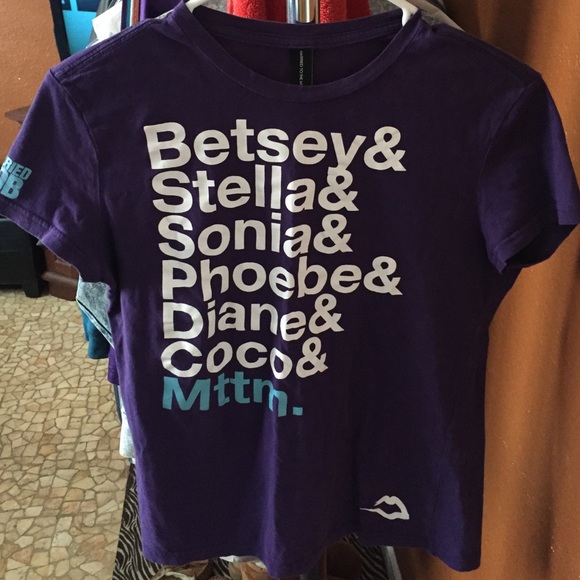 Betsey&
Stella&
Sonia&
Phoebe&
Diane&
Coco&
Mttm.